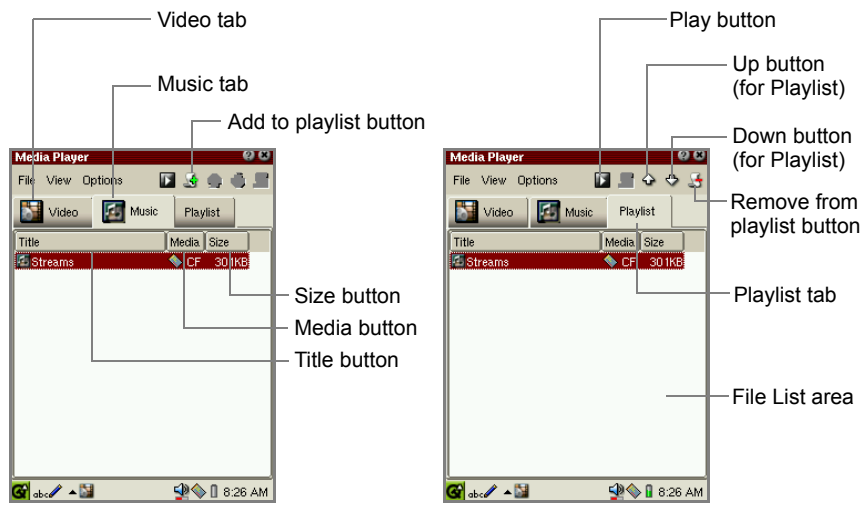 Video tab
Music tab
Add to playlist button
Media Player
File View Options
Video Music Playlist
Title Media Size
Streams CF 301KB
Size button
Media button
Title button
abc 8:26 AM
Play button
Up button
(for Playlist)
Down button
(for Playlist)
Remove from
playlist button
Media Player
File View Options
Video Music Playlist
Title Media Size
Streams CF 301KB
Playlist tab
File List area
abc 8:26 AM